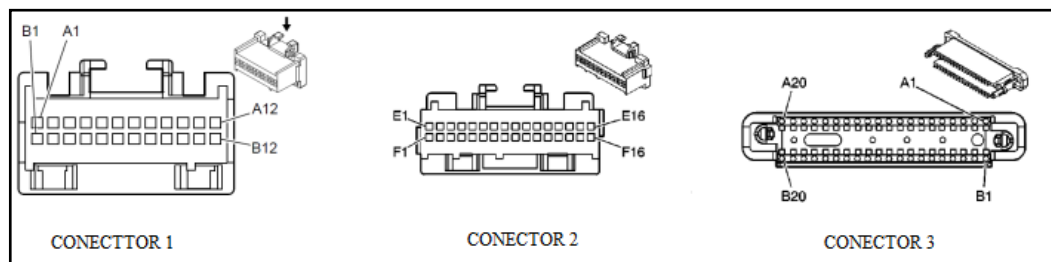 B1 A1
A12
B12
CONECTTOR 1
E1 E16
F1 F16
CONECTOR 2
A20 A1
B20 B1
CONECTOR 3